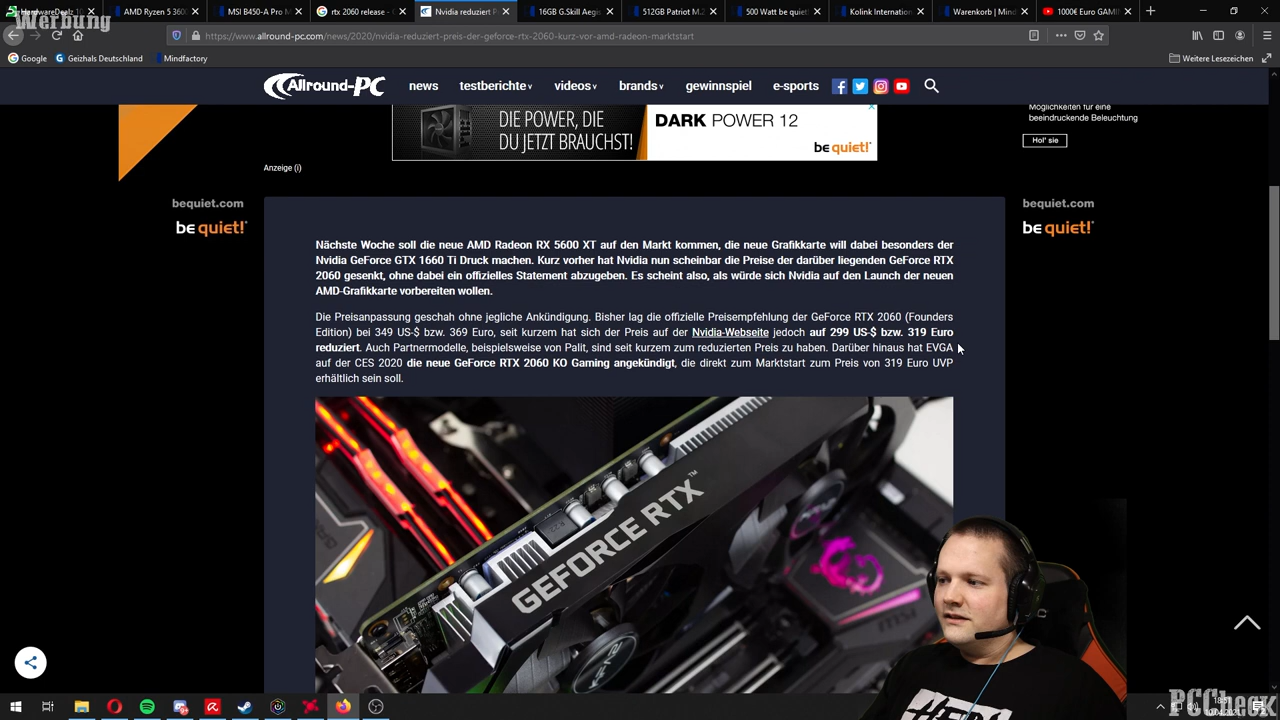 Werbung
HardwareDealz 10
AMD Ryzen 5 360
MSI B450-A Pro M
rtx 2060 release -
Nvidia reduziert P
16GB G.Skill Aegis
512GB Patriot M.2
500 Watt be quiet!
Kolink Internation
Warenkorb | Mind
1000€ Euro GAMI
https://www.allround-pc.com/news/2020/nvidia-reduziert-preis-der-geforce-rtx-2060-kurz-vor-amd-radeon-marktstart
Google
Geizhals Deutschland
Mindfactory
Weitere Lesezeichen
Allround-PC
news
testberichte
videos
brands
gewinnspiel
e-sports
DIE POWER, DIE
DU JETZT BRAUCHST!
DARK POWER 12
be quiet!
Möglichkeiten für eine
beeindruckende Beleuchtung
Hol' sie
Anzeige (i)
bequiet.com
be quiet!
bequiet.com
be quiet!
Nächste Woche soll die neue AMD Radeon RX 5600 XT auf den Markt kommen, die neue Grafikkarte will dabei besonders der
Nvidia GeForce GTX 1660 Ti Druck machen. Kurz vorher hat Nvidia nun scheinbar die Preise der darüber liegenden GeForce RTX
2060 gesenkt, ohne dabei ein offizielles Statement abzugeben. Es scheint also, als würde sich Nvidia auf den Launch der neuen
AMD-Grafikkarte vorbereiten wollen.
Die Preisanpassung geschah ohne jegliche Ankündigung. Bisher lag die offizielle Preisempfehlung der GeForce RTX 2060 (Founders
Edition) bei 349 US-$ bzw. 369 Euro, seit kurzem hat sich der Preis auf der Nvidia-Webseite jedoch auf 299 US-$ bzw. 319 Euro
reduziert. Auch Partnermodelle, beispielsweise von Palit, sind seit kurzem zum reduzierten Preis zu haben. Darüber hinaus hat EVGA
auf der CES 2020 die neue GeForce RTX 2060 KO Gaming angekündigt, die direkt zum Marktstart zum Preis von 319 Euro UVP
erhältlich sein soll.
GEFORCE RTX™
msi
PCCheck